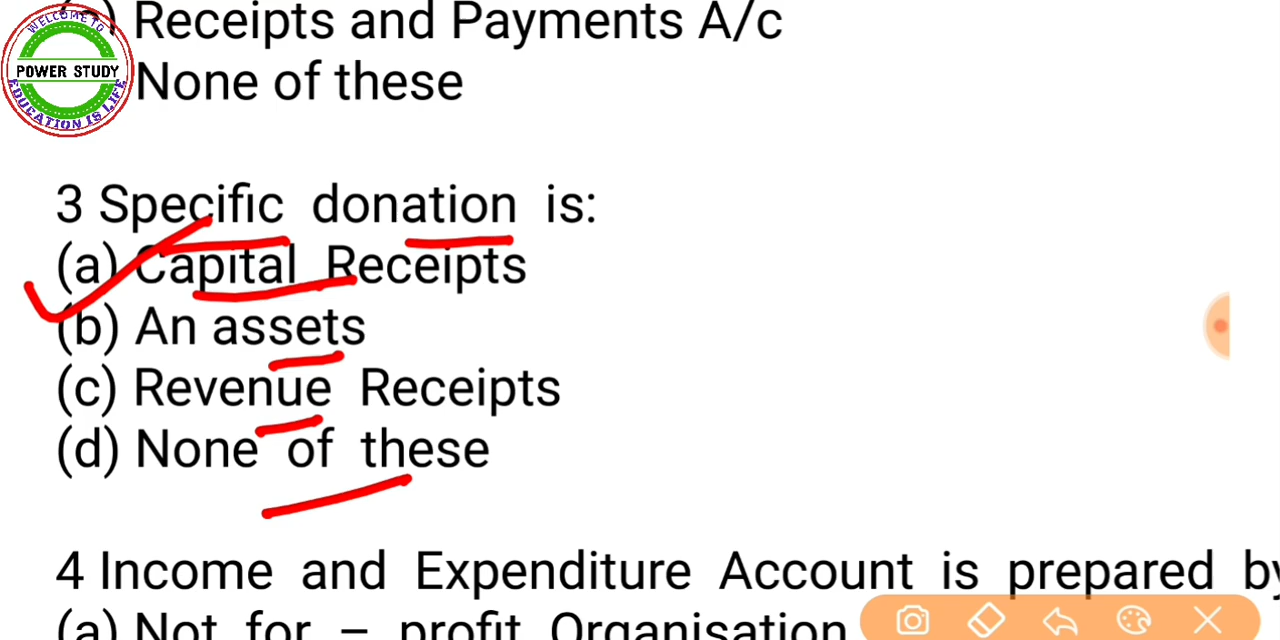 Receipts and Payments A/c
WELCOME TO
POWER STUDY
EDUCATION IS LIFE
None of these
3 Specific donation is:
(a) Capital Receipts
(b) An assets
(c) Revenue Receipts
(d) None of these
4 Income and Expenditure Account is prepared by
(a) Not for – profit Organisation